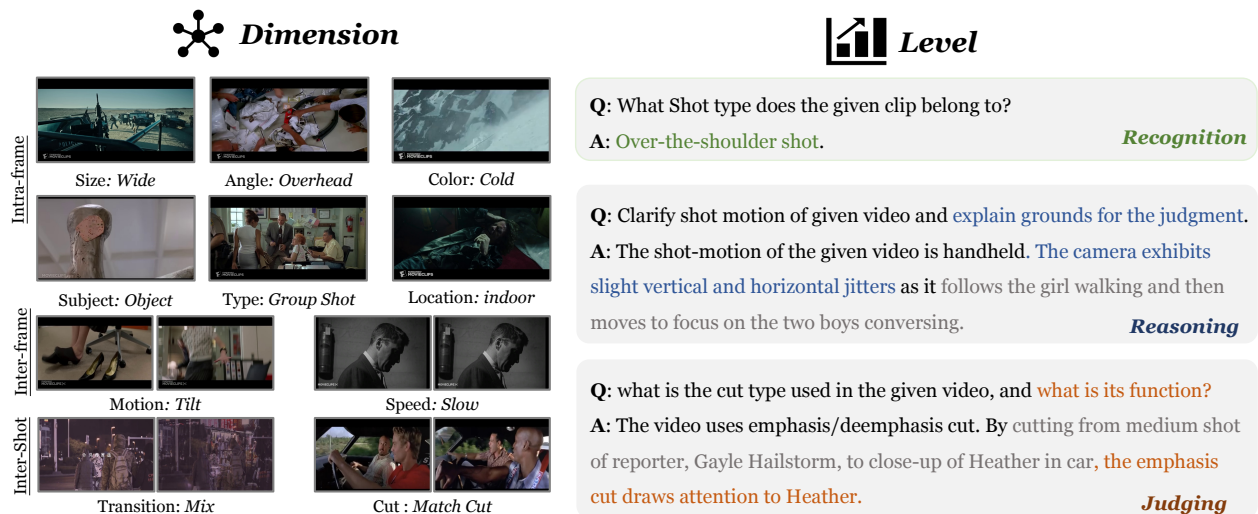 Dimension
Level
Intra-frame
Size: Wide
Angle: Overhead
Color: Cold
Subject: Object
Type: Group Shot
Location: indoor
Inter-frame
Motion: Tilt
Speed: Slow
Inter-Shot
Transition: Mix
Cut : Match Cut
Q: What Shot type does the given clip belong to?
A: Over-the-shoulder shot.
Recognition
Q: Clarify shot motion of given video and explain grounds for the judgment.
A: The shot-motion of the given video is handheld. The camera exhibits
slight vertical and horizontal jitters as it follows the girl walking and then
moves to focus on the two boys conversing.
Reasoning
Q: what is the cut type used in the given video, and what is its function?
A: The video uses emphasis/deemphasis cut. By cutting from medium shot
of reporter, Gayle Hailstorm, to close-up of Heather in car, the emphasis
cut draws attention to Heather.
Judging